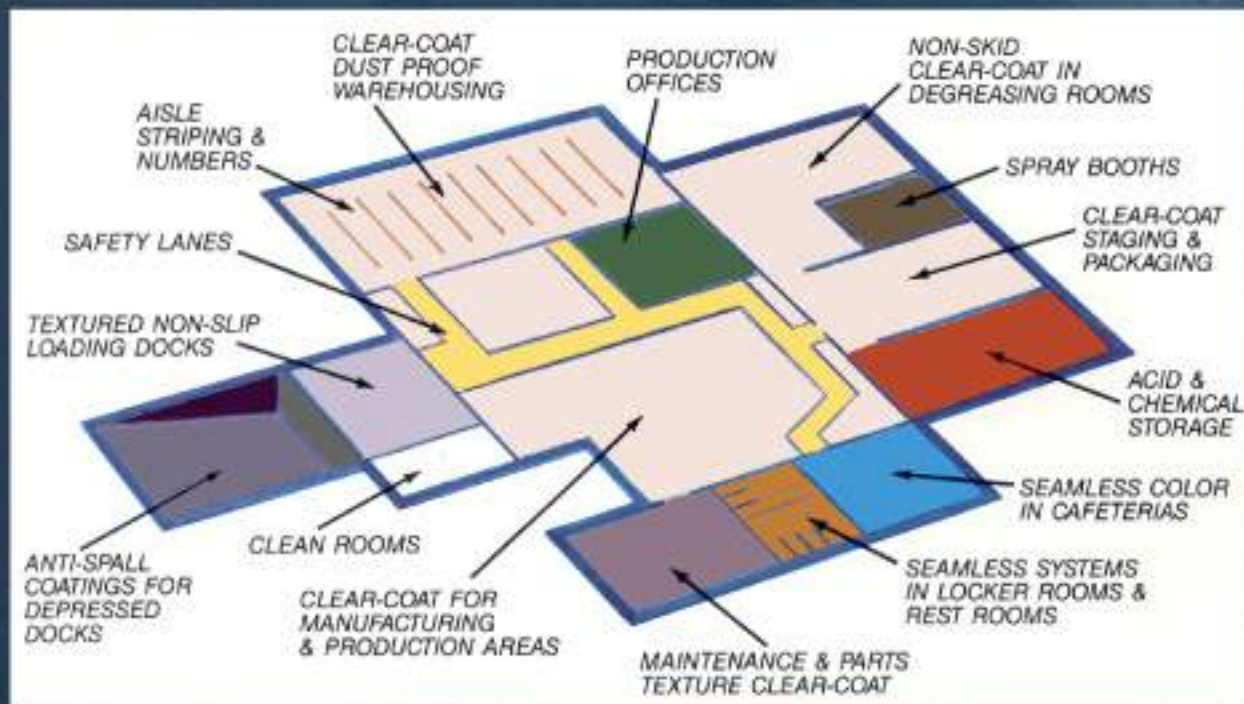 CLEAR-COAT
DUST PROOF
WAREHOUSING
PRODUCTION
OFFICES
NON-SKID
CLEAR-COAT IN
DEGREASING ROOMS
AISLE
STRIPING &
NUMBERS
SPRAY BOOTHS
SAFETY LANES
CLEAR-COAT
STAGING &
PACKAGING
TEXTURED NON-SLIP
LOADING DOCKS
ACID &
CHEMICAL
STORAGE
SEAMLESS COLOR
IN CAFETERIAS
CLEAN ROOMS
ANTI-SPALL
COATINGS FOR
DEPRESSED
DOCKS
CLEAR-COAT FOR
MANUFACTURING
& PRODUCTION AREAS
SEAMLESS SYSTEMS
IN LOCKER ROOMS &
REST ROOMS
MAINTENANCE & PARTS
TEXTURE CLEAR-COAT